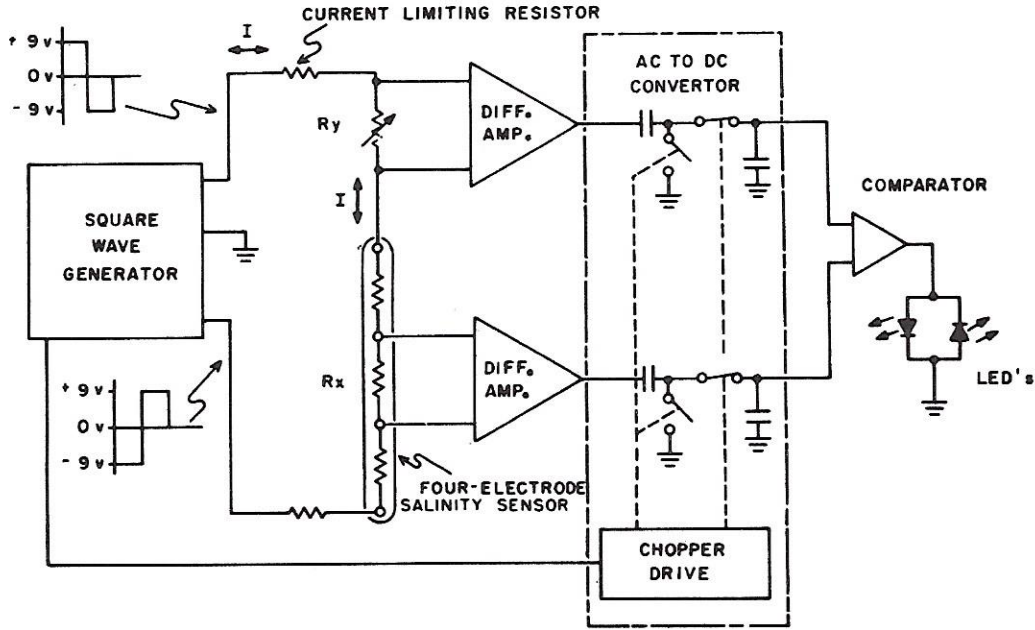 CURRENT LIMITING RESISTOR
+ 9v
0v
- 9v
I
AC TO DC
CONVERTOR
Ry
DIFF.
AMP.
I
COMPARATOR
SQUARE
WAVE
GENERATOR
Rx
DIFF.
AMP.
LED's
+ 9v
0v
- 9v
FOUR-ELECTRODE
SALINITY SENSOR
CHOPPER
DRIVE